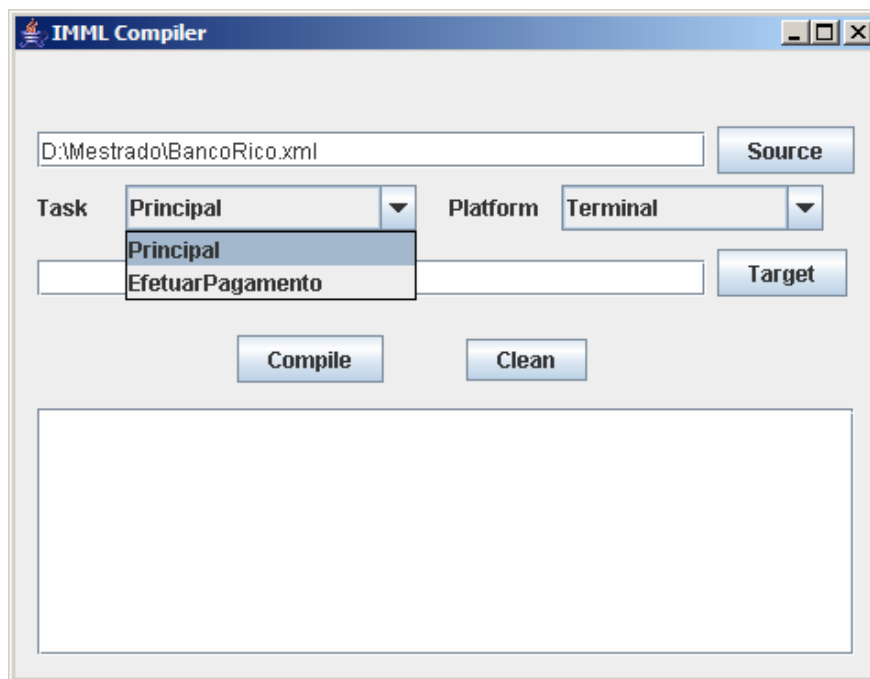 IMML Compiler
D:\Mestrado\BancoRico.xml Source
Task Principal Platform Terminal
Principal
EfetuarPagamento
Target
Compile Clean